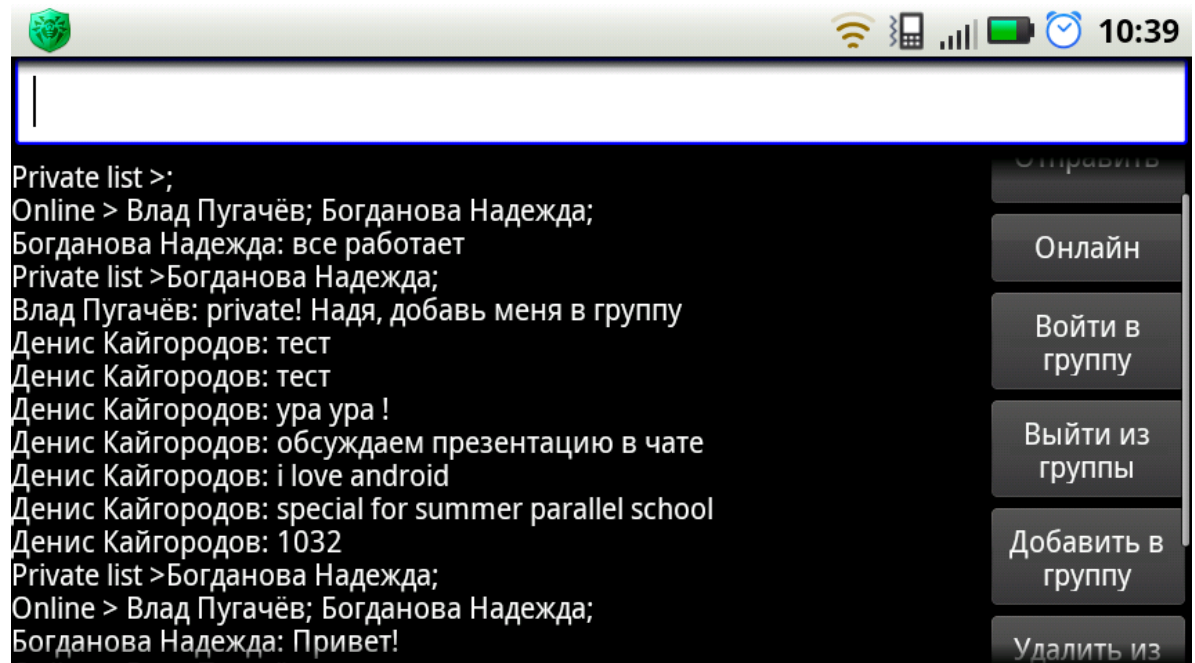 10:39
Private list >;
Online > Влад Пугачёв; Богданова Надежда;
Богданова Надежда: все работает
Private list >Богданова Надежда;
Влад Пугачёв: private! Надя, добавь меня в группу
Денис Кайгородов: тест
Денис Кайгородов: тест
Денис Кайгородов: ура ура !
Денис Кайгородов: обсуждаем презентацию в чате
Денис Кайгородов: i love android
Денис Кайгородов: special for summer parallel school
Денис Кайгородов: 1032
Private list >Богданова Надежда;
Online > Влад Пугачёв; Богданова Надежда;
Богданова Надежда: Привет!
Отправить
Онлайн
Войти в
группу
Выйти из
группы
Добавить в
группу
Удалить из